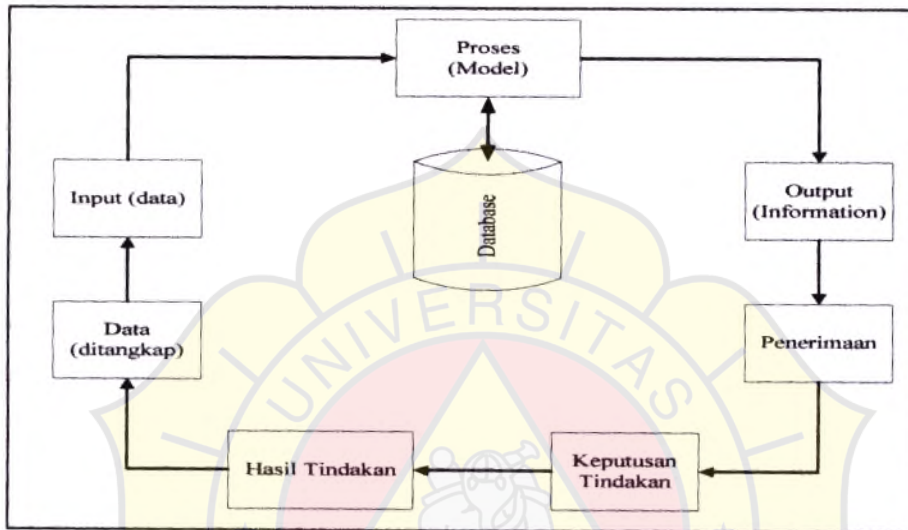 Proses
(Model)
Input (data)
Database
Output
(Information)
Data
(ditangkap)
UNIVERSITAS
Penerimaan
Hasil Tindakan
Keputusan
Tindakan